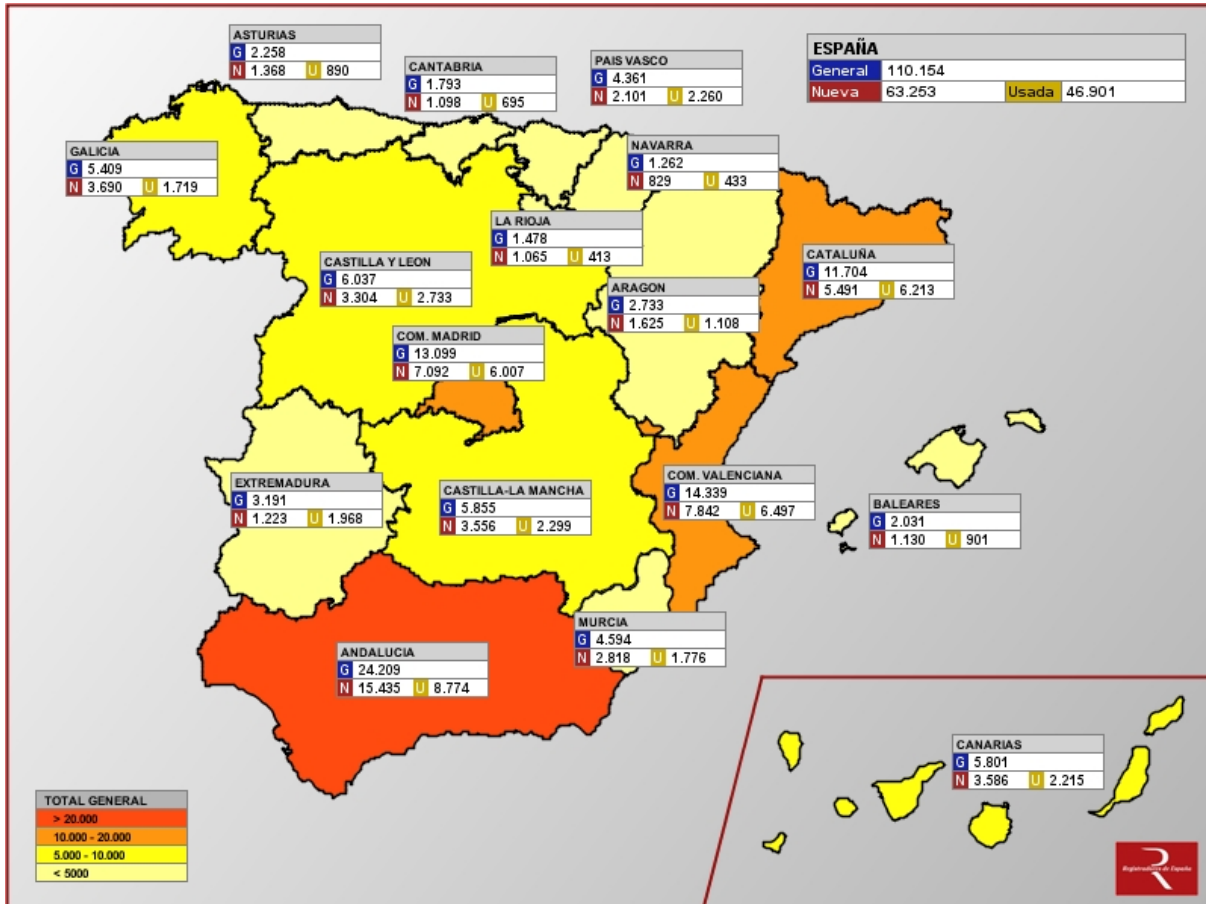 ASTURIAS
G 2.258
N 1.368 U 890
CANTABRIA
G 1.793
N 1.098 U 695
PAIS VASCO
G 4.361
N 2.101 U 2.260
ESPAÑA
General 110.154
Nueva 63.253 Usada 46.901
GALICIA
G 5.409
N 3.690 U 1.719
NAVARRA
G 1.262
N 829 U 433
LA RIOJA
G 1.478
N 1.065 U 413
CASTILLA Y LEON
G 6.037
N 3.304 U 2.733
CATALUÑA
G 11.704
N 5.491 U 6.213
ARAGON
G 2.733
N 1.625 U 1.108
COM. MADRID
G 13.099
N 7.092 U 6.007
EXTREMADURA
G 3.191
N 1.223 U 1.968
CASTILLA-LA MANCHA
G 5.855
N 3.556 U 2.299
COM. VALENCIANA
G 14.339
N 7.842 U 6.497
BALEARES
G 2.031
N 1.130 U 901
MURCIA
G 4.594
N 2.818 U 1.776
ANDALUCIA
G 24.209
N 15.435 U 8.774
CANARIAS
G 5.801
N 3.586 U 2.215
TOTAL GENERAL
> 20.000
10.000 - 20.000
5.000 - 10.000
< 5000
R
Registradores de España